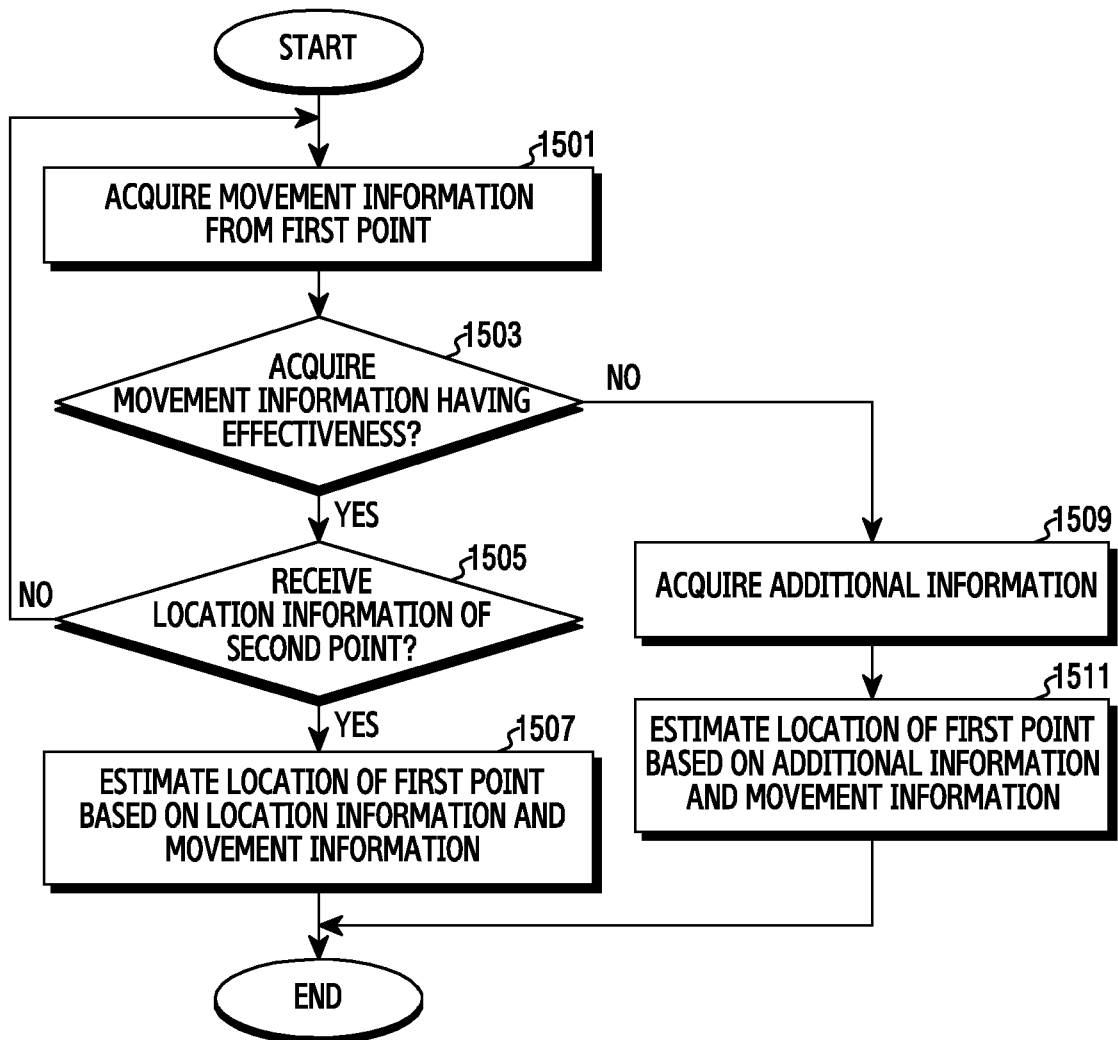 START
1501
ACQUIRE MOVEMENT INFORMATION
FROM FIRST POINT
1503
ACQUIRE
MOVEMENT INFORMATION HAVING
EFFECTIVENESS?
NO
YES
1505
RECEIVE
LOCATION INFORMATION OF
SECOND POINT?
NO
YES
1507
ESTIMATE LOCATION OF FIRST POINT
BASED ON LOCATION INFORMATION AND
MOVEMENT INFORMATION
1509
ACQUIRE ADDITIONAL INFORMATION
1511
ESTIMATE LOCATION OF FIRST POINT
BASED ON ADDITIONAL INFORMATION
AND MOVEMENT INFORMATION
END